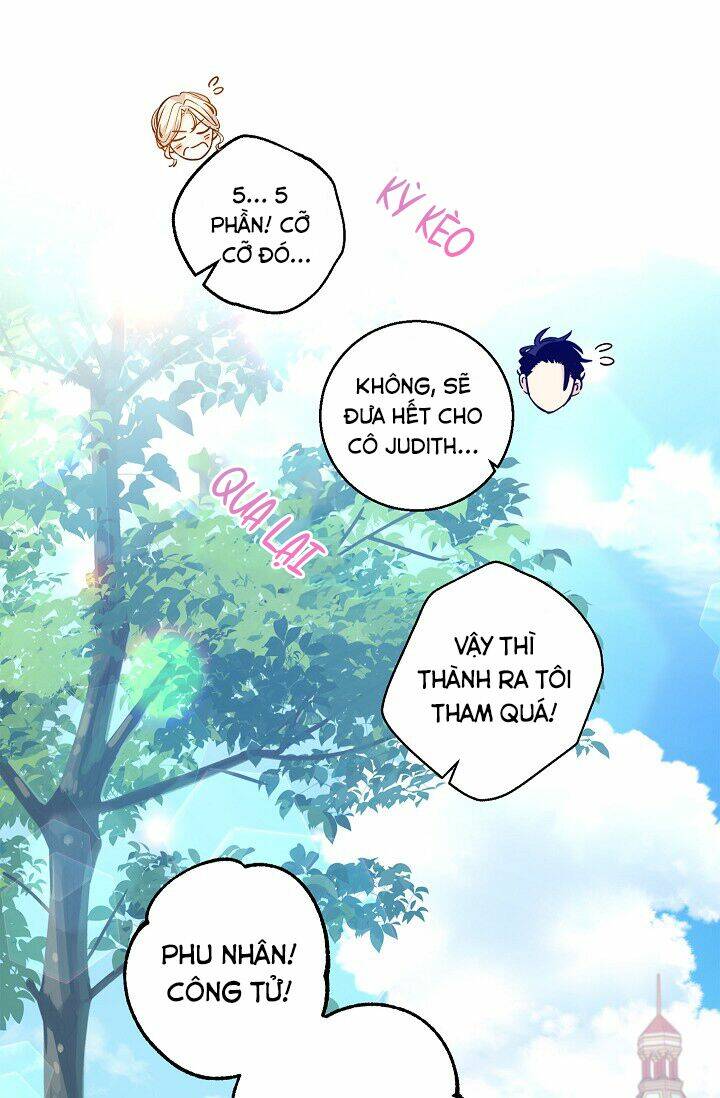 5... 5
PHẦN! CỠ
CỠ ĐÓ...
KỲ KÈO
KHÔNG, SẼ
ĐƯA HẾT CHO
CÔ JUDITH...
QUA LẠI
VẬY THÌ
THÀNH RA TÔI
THAM QUÁ!
PHU NHÂN!
CÔNG TỬ!